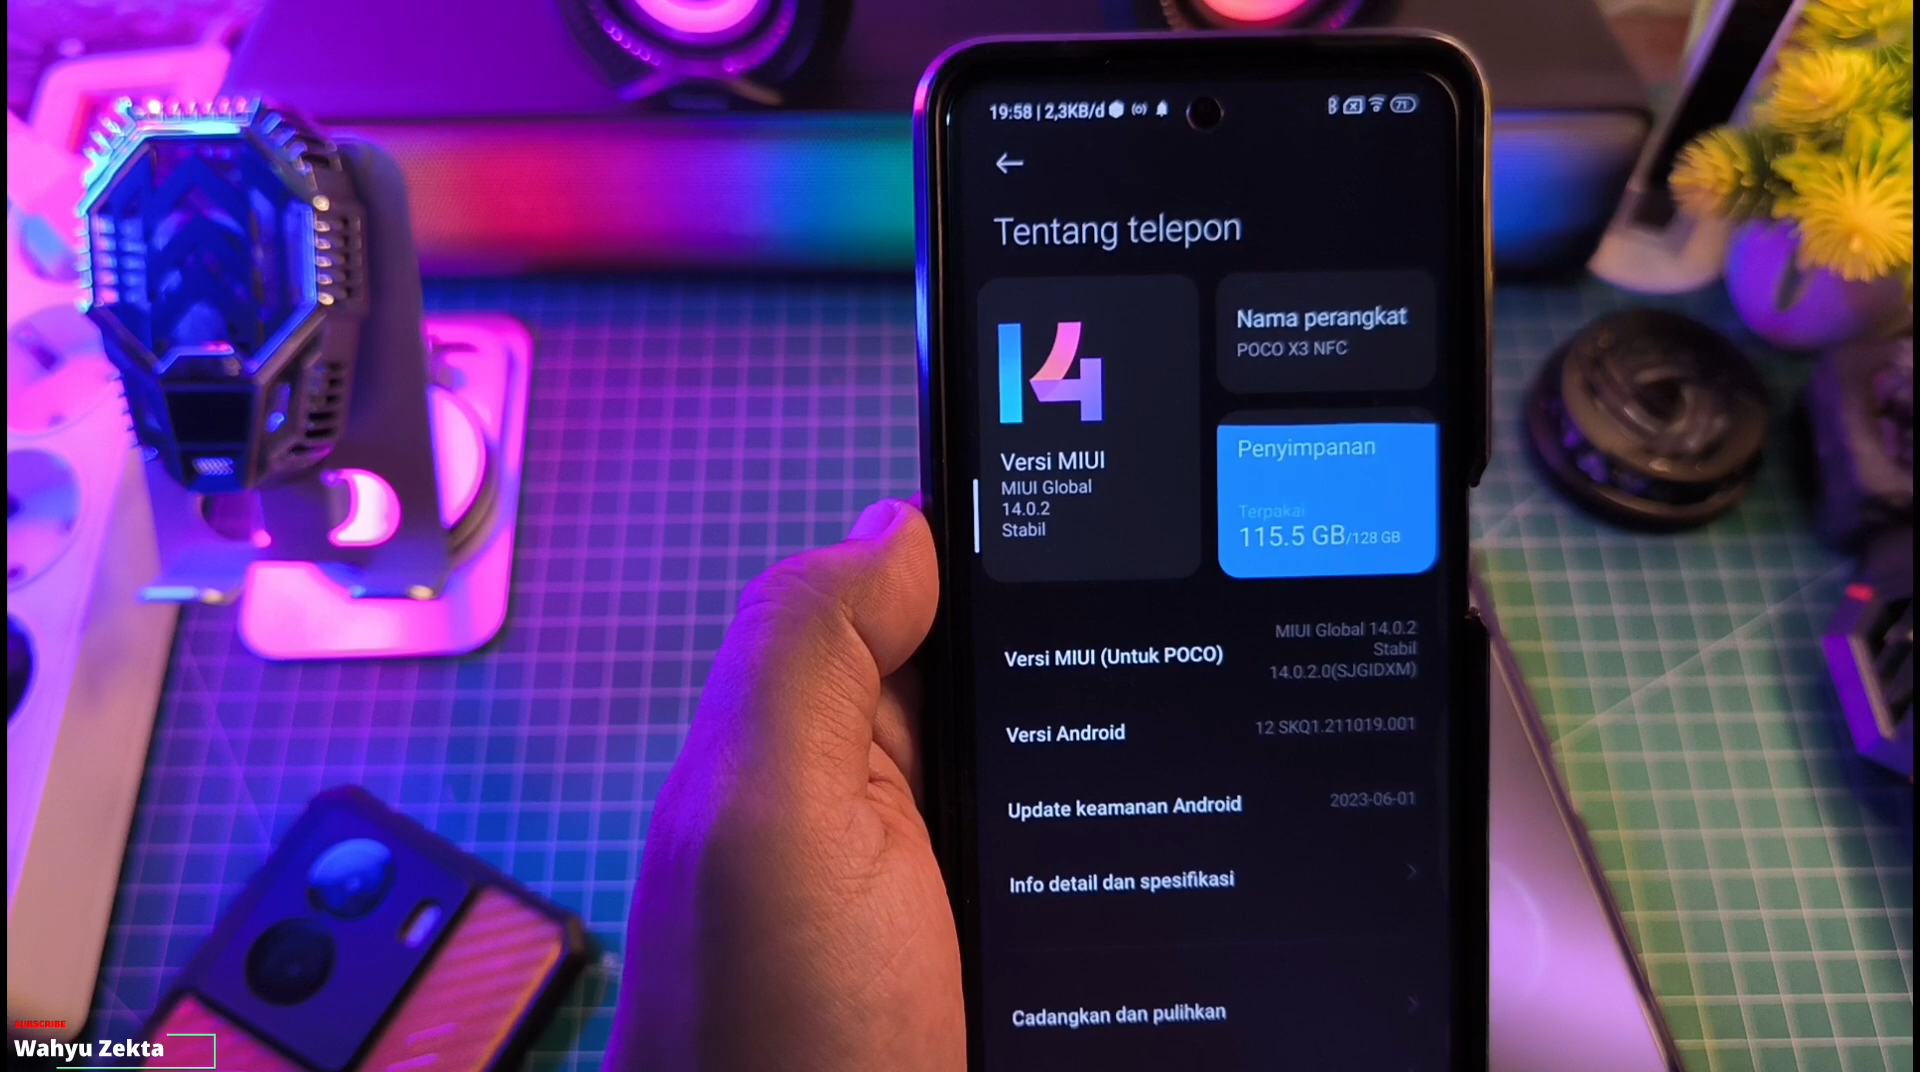 19:58 | 2,3KB/d
71
Tentang telepon
14
Versi MIUI
MIUI Global
14.0.2
Stabil
Nama perangkat
POCO X3 NFC
Penyimpanan
Terpakai
115.5 GB/128 GB
Versi MIUI (Untuk POCO)
MIUI Global 14.0.2
Stabil
14.0.2.0(SJGIDXM)
Versi Android
12 SKQ1.211019.001
Update keamanan Android
2023-06-01
Info detail dan spesifikasi
Cadangkan dan pulihkan
SUBSCRIBE
Wahyu Zekta